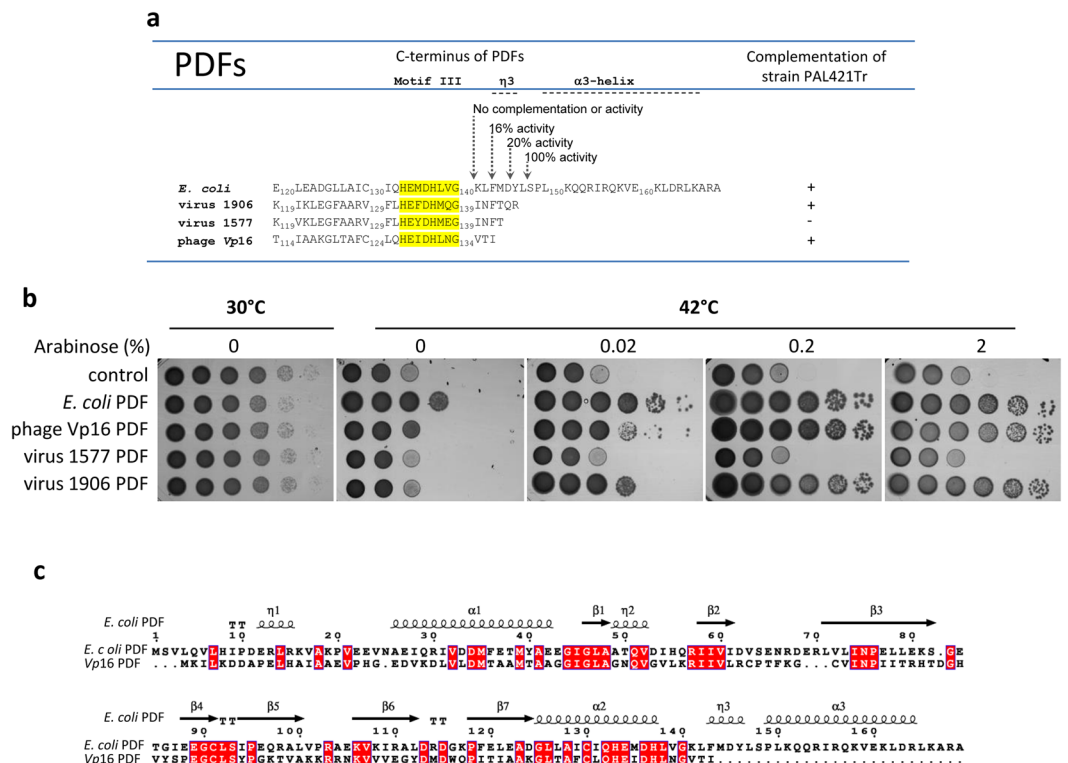 a
PDFs
C-terminus of PDFs
Complementation of
strain PAL421Tr
Motif III η3 α3-helix
No complementation or activity
16% activity
20% activity
100% activity
E. coli E120LEADGLLAIC130IQHEMDHLVG140KLFMDYLSPL150KQQRIRQKVE160KLDRLKARA +
virus 1906 K119IKLEGFAARV129FLHEFDHMQG139INFTQR +
virus 1577 K119VKLEGFAARV129FLHEYDHMEG139INFT -
phage Vp16 T114IAAKGLTAFC124LQHEIDHLNG134VTI +
b
30°C 42°C
Arabinose (%) 0 0 0.02 0.2 2
control
E. coli PDF
phage Vp16 PDF
virus 1577 PDF
virus 1906 PDF
c
E. coli PDF TT η1 α1 β1 η2 β2 β3
1 10 20 30 40 50 60 70 80
E. coli PDF MSVLQVLHIPDERLRKVAKPVEEVNAEIQRIVDDMFETMYAEEGIGLAATQVDIHQRIIVIDVSENRDERLVLINPELLEKS.GE
Vp16 PDF
E. coli PDF β4 TT β5 β6 TT β7 α2 η3 α3
90 100 110 120 130 140 150 160
E. coli PDF TGIEEGCLSIPEQRALVPRAEKVKIRALDRDGKPFELEADGLLAICIQHEMDHLVGKLFMDYLSPLKQQRIRQKVEKLDRLKARA
Vp16 PDF VYSPEGCLSYPGKTVAKKRRNKVVVEGYDMDWQPITIAAKGLTAFCLQHEIDHLNGVTI..........................